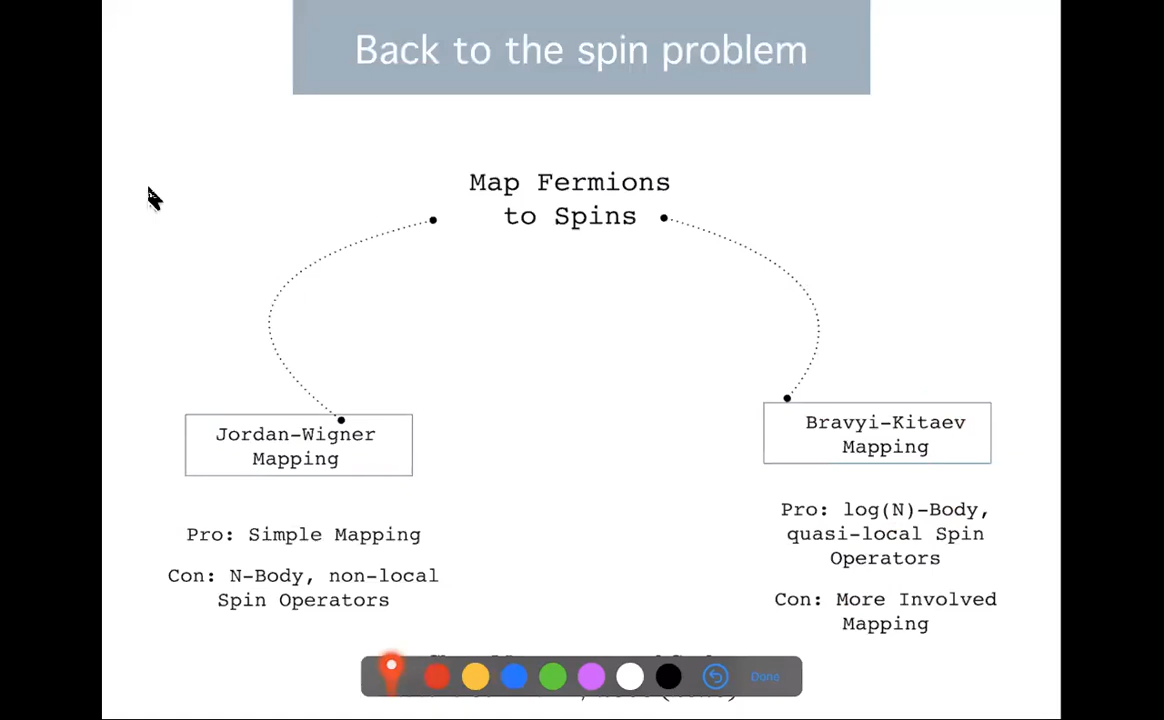 Back to the spin problem
Map Fermions
to Spins
Jordan-Wigner
Mapping
Pro: Simple Mapping
Con: N-Body, non-local
Spin Operators
Bravyi-Kitaev
Mapping
Pro: log(N)-Body,
quasi-local Spin
Operators
Con: More Involved
Mapping
Done